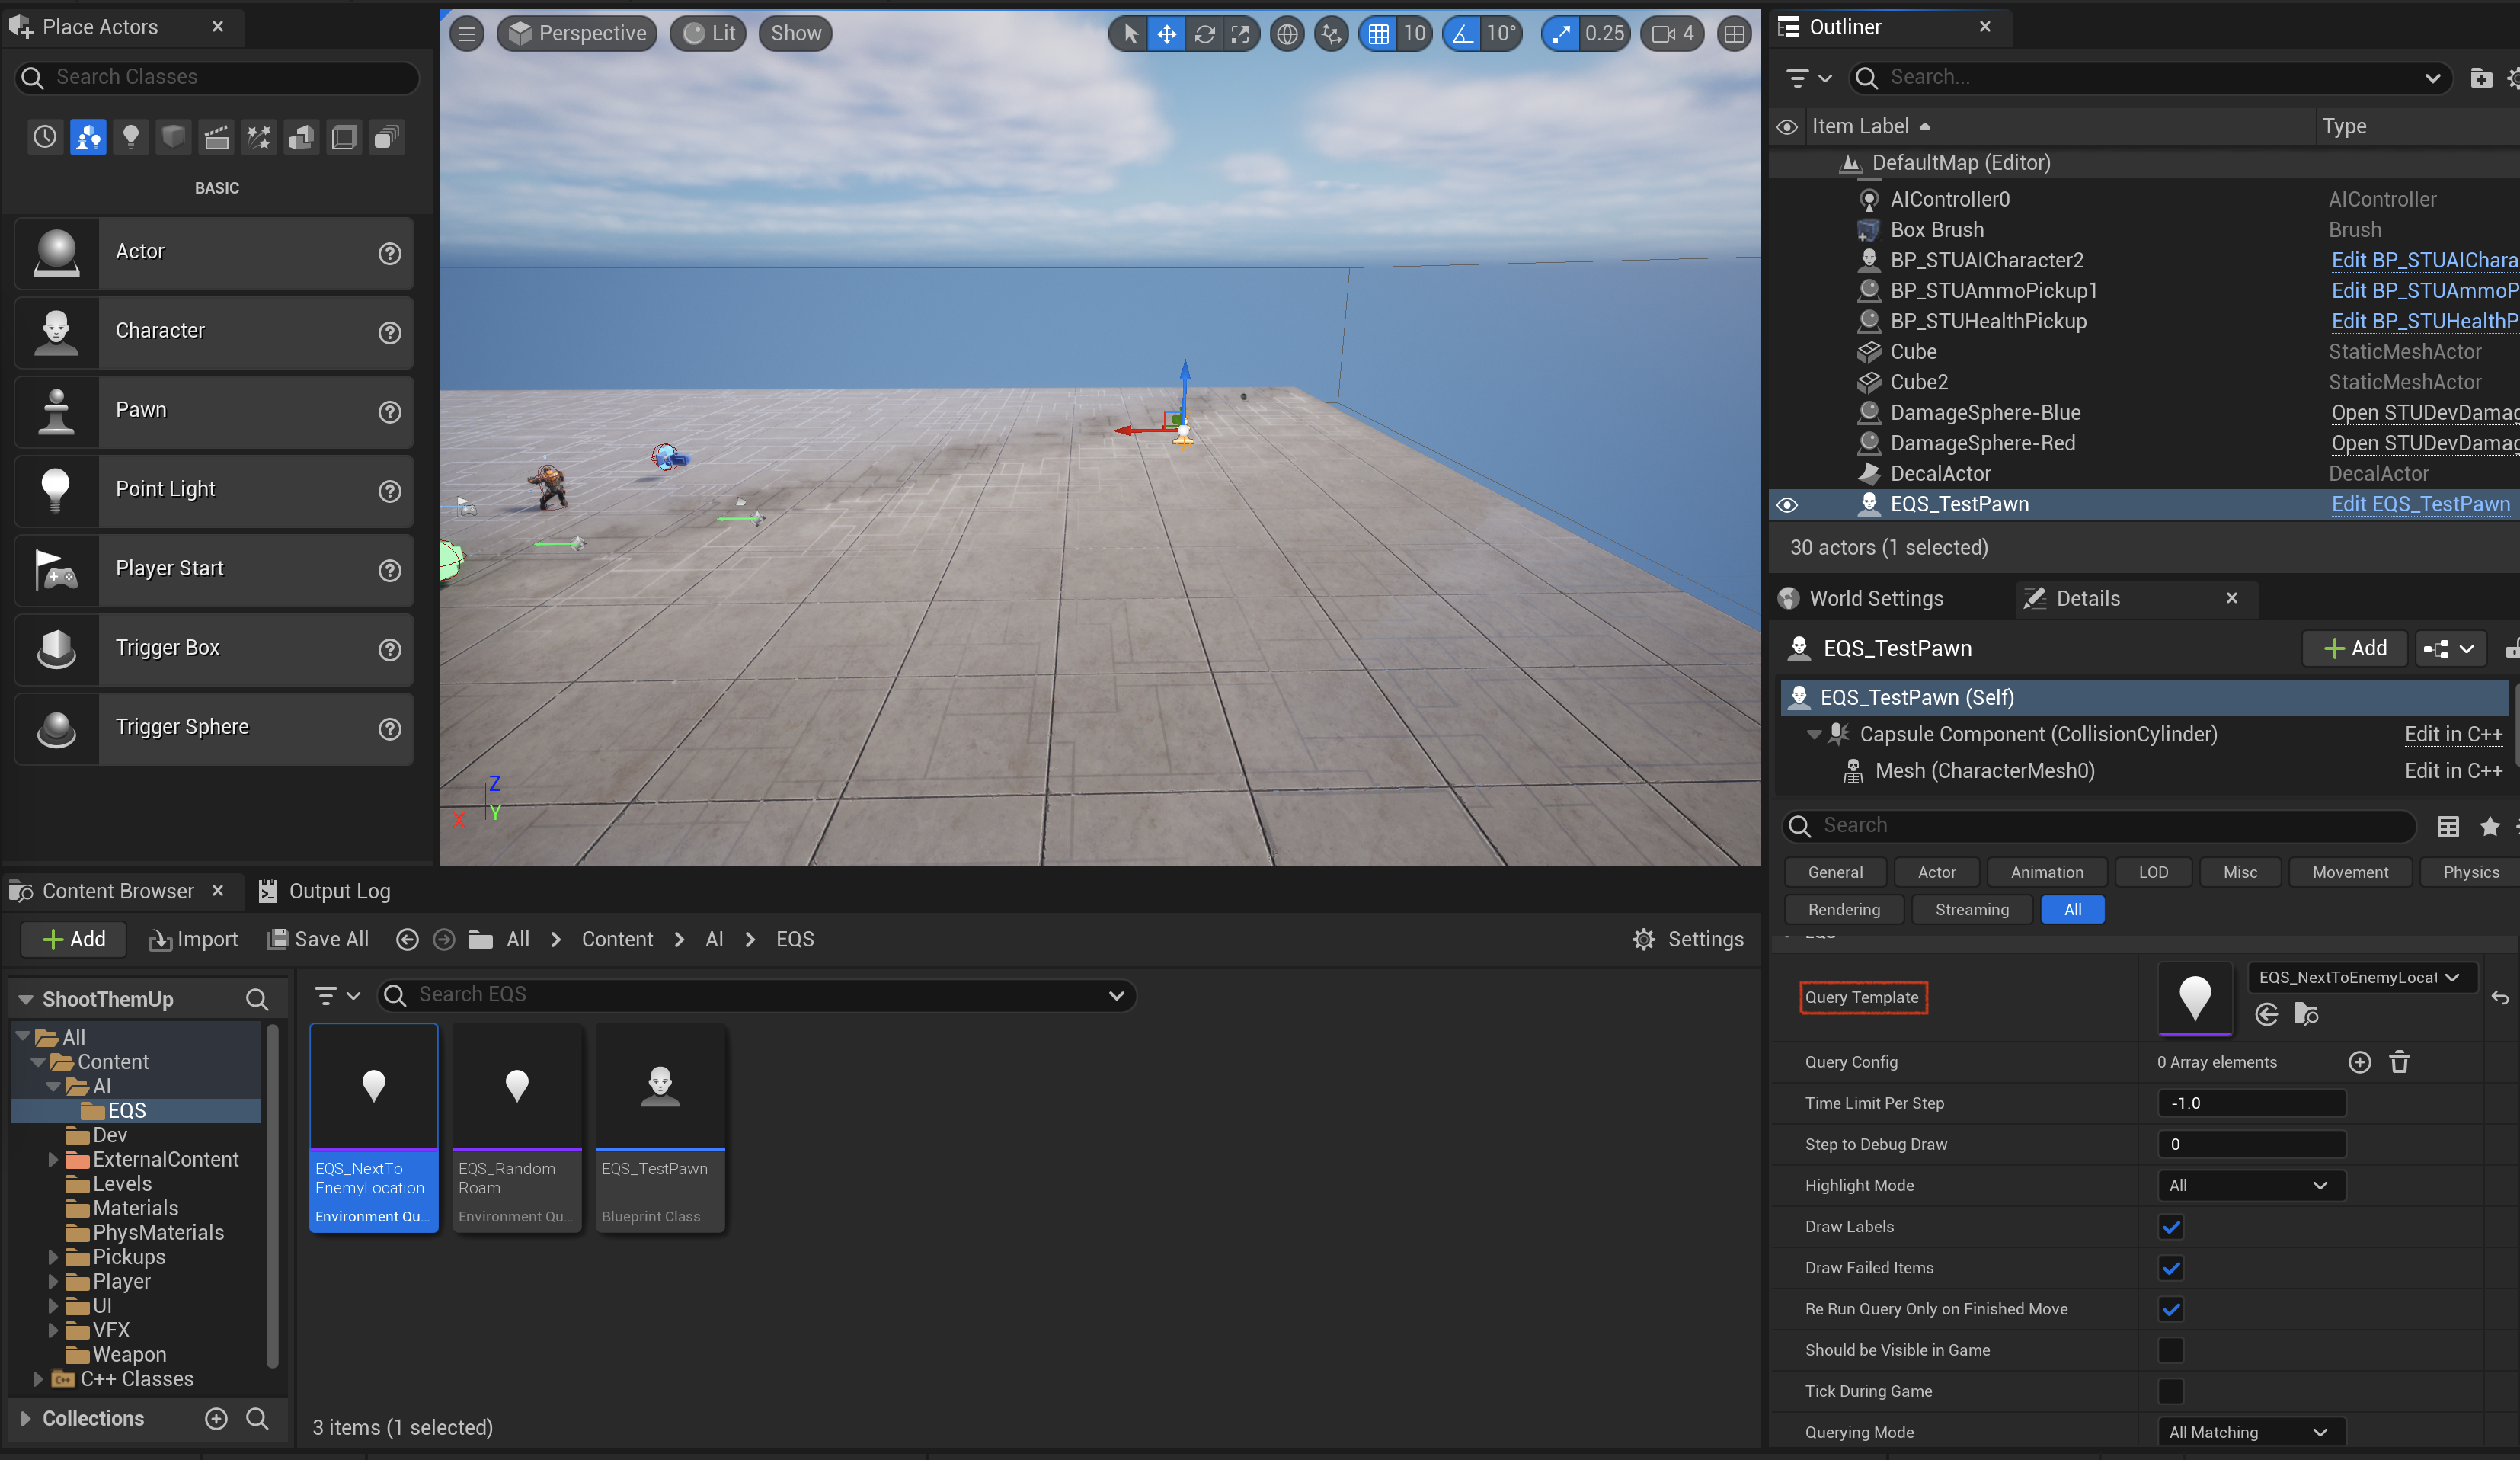 Place Actors
Search Classes
BASIC
Actor
Character
Pawn
Point Light
Player Start
Trigger Box
Trigger Sphere
Perspective
Lit
Show
10
10°
0.25
4
Z
X
Y
Outliner
Search...
Item Label
Type
DefaultMap (Editor)
AIController0
AIController
Box Brush
Brush
BP_STUAICharacter2
Edit BP_STUAIChara
BP_STUAmmoPickup1
Edit BP_STUAmmoP
BP_STUHealthPickup
Edit BP_STUHealthP
Cube
StaticMeshActor
Cube2
StaticMeshActor
DamageSphere-Blue
Open STUDevDamag
DamageSphere-Red
Open STUDevDamag
DecalActor
DecalActor
EQS_TestPawn
Edit EQS_TestPawn
30 actors (1 selected)
World Settings
Details
EQS_TestPawn
Add
EQS_TestPawn (Self)
Capsule Component (CollisionCylinder)
Edit in C++
Mesh (CharacterMesh0)
Edit in C++
Search
General
Actor
Animation
LOD
Misc
Movement
Physics
Rendering
Streaming
All
Query Template
EQS_NextToEnemyLocat
Query Config
0 Array elements
Time Limit Per Step
-1.0
Step to Debug Draw
0
Highlight Mode
All
Draw Labels
Draw Failed Items
Re Run Query Only on Finished Move
Should be Visible in Game
Tick During Game
Querying Mode
All Matching
Content Browser
Output Log
Add
Import
Save All
All
Content
AI
EQS
Settings
ShootThemUp
All
Content
AI
EQS
Dev
ExternalContent
Levels
Materials
PhysMaterials
Pickups
Player
UI
VFX
Weapon
C++
C++ Classes
Collections
Search EQS
EQS_NextTo
EnemyLocation
Environment Qu...
EQS_Random
Roam
Environment Qu...
EQS_TestPawn
Blueprint Class
3 items (1 selected)